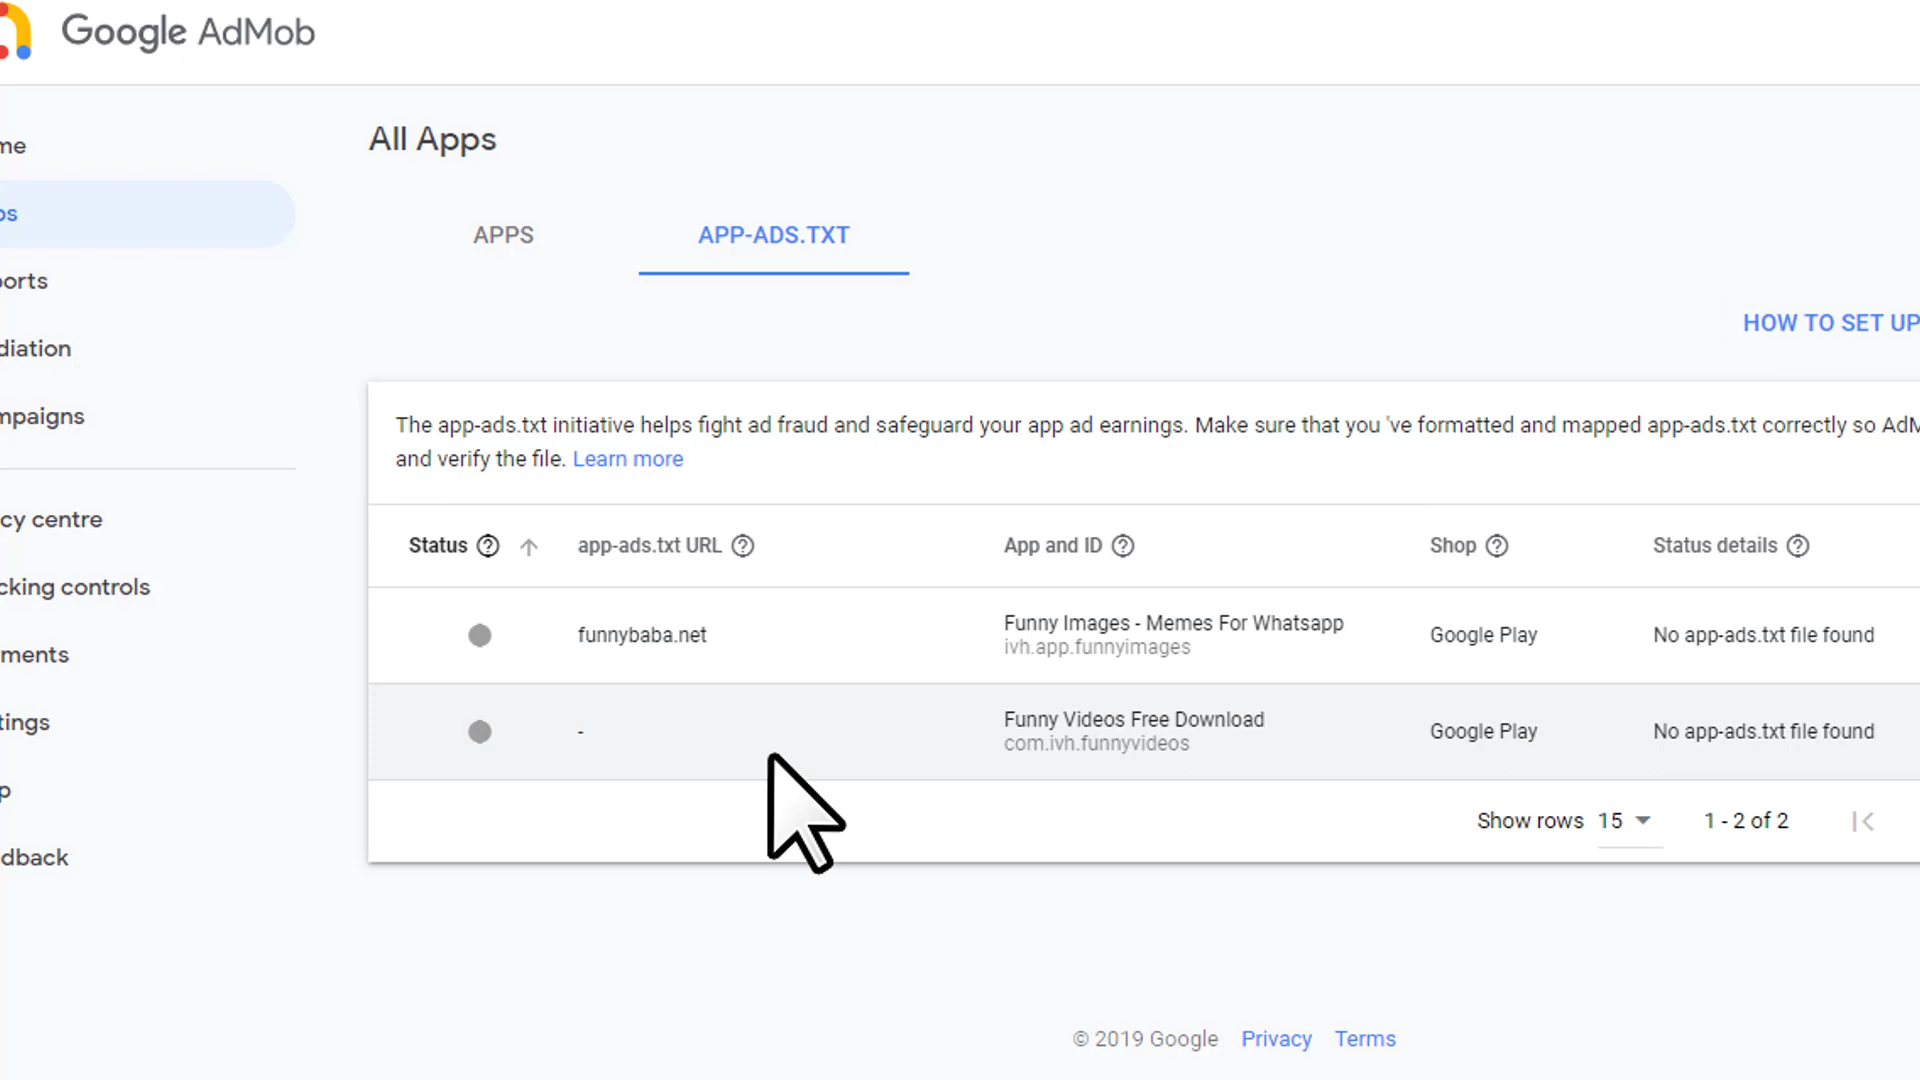 Google AdMob
me
ps
orts
diation
mpaigns
cy centre
cking controls
ments
tings
p
dback
All Apps
APPS
APP-ADS.TXT
HOW TO SET UP
The app-ads.txt initiative helps fight ad fraud and safeguard your app ad earnings. Make sure that you 've formatted and mapped app-ads.txt correctly so AdM
and verify the file. Learn more
Status
app-ads.txt URL
App and ID
Shop
Status details
funnybaba.net
Funny Images - Memes For Whatsapp
ivh.app.funnyimages
Google Play
No app-ads.txt file found
-
Funny Videos Free Download
com.ivh.funnyvideos
Google Play
No app-ads.txt file found
Show rows 15
1 - 2 of 2
© 2019 Google Privacy Terms